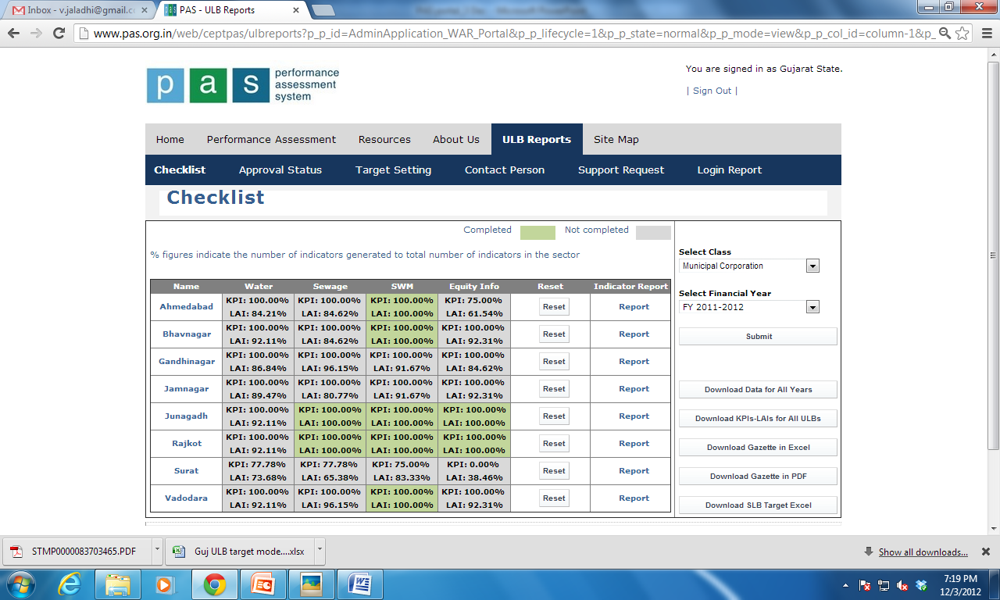 Inbox - v.jaladhi@gmail.c
PAS - ULB Reports
www.pas.org.in/web/ceptpas/ulbreports?p_p_id=AdminApplication_WAR_Portal&p_p_lifecycle=1&p_p_state=normal&p_p_mode=view&p_p_col_id=column-1&p_
p a s
performance
assessment
system
You are signed in as Gujarat State.
| Sign Out |
Home Performance Assessment Resources About Us ULB Reports Site Map
Checklist Approval Status Target Setting Contact Person Support Request Login Report
Checklist
Completed Not completed
% figures indicate the number of indicators generated to total number of indicators in the sector
Name Water Sewage SWM Equity Info Reset Indicator Report
Ahmedabad KPI: 100.00% KPI: 100.00% KPI: 100.00% KPI: 75.00% Reset Report
LAI: 84.21% LAI: 84.62% LAI: 100.00% LAI: 61.54%
Bhavnagar KPI: 100.00% KPI: 100.00% KPI: 100.00% KPI: 100.00% Reset Report
LAI: 92.11% LAI: 84.62% LAI: 100.00% LAI: 92.31%
Gandhinagar KPI: 100.00% KPI: 100.00% KPI: 100.00% KPI: 100.00% Reset Report
LAI: 86.84% LAI: 96.15% LAI: 91.67% LAI: 84.62%
Jamnagar KPI: 100.00% KPI: 100.00% KPI: 100.00% KPI: 100.00% Reset Report
LAI: 89.47% LAI: 80.77% LAI: 91.67% LAI: 92.31%
Junagadh KPI: 100.00% KPI: 100.00% KPI: 100.00% KPI: 100.00% Reset Report
LAI: 92.11% LAI: 100.00% LAI: 100.00% LAI: 100.00%
Rajkot KPI: 100.00% KPI: 100.00% KPI: 100.00% KPI: 100.00% Reset Report
LAI: 92.11% LAI: 100.00% LAI: 100.00% LAI: 100.00%
Surat KPI: 77.78% KPI: 77.78% KPI: 75.00% KPI: 0.00% Reset Report
LAI: 73.68% LAI: 65.38% LAI: 83.33% LAI: 38.46%
Vadodara KPI: 100.00% KPI: 100.00% KPI: 100.00% KPI: 100.00% Reset Report
LAI: 92.11% LAI: 96.15% LAI: 100.00% LAI: 92.31%
Select Class
Municipal Corporation
Select Financial Year
FY 2011-2012
Submit
Download Data for All Years
Download KPIs-LAIs for All ULBs
Download Gazette in Excel
Download Gazette in PDF
Download SLB Target Excel
STMP0000083703465.PDF
Guj ULB target mode....xlsx
Show all downloads...
7:19 PM
12/3/2012